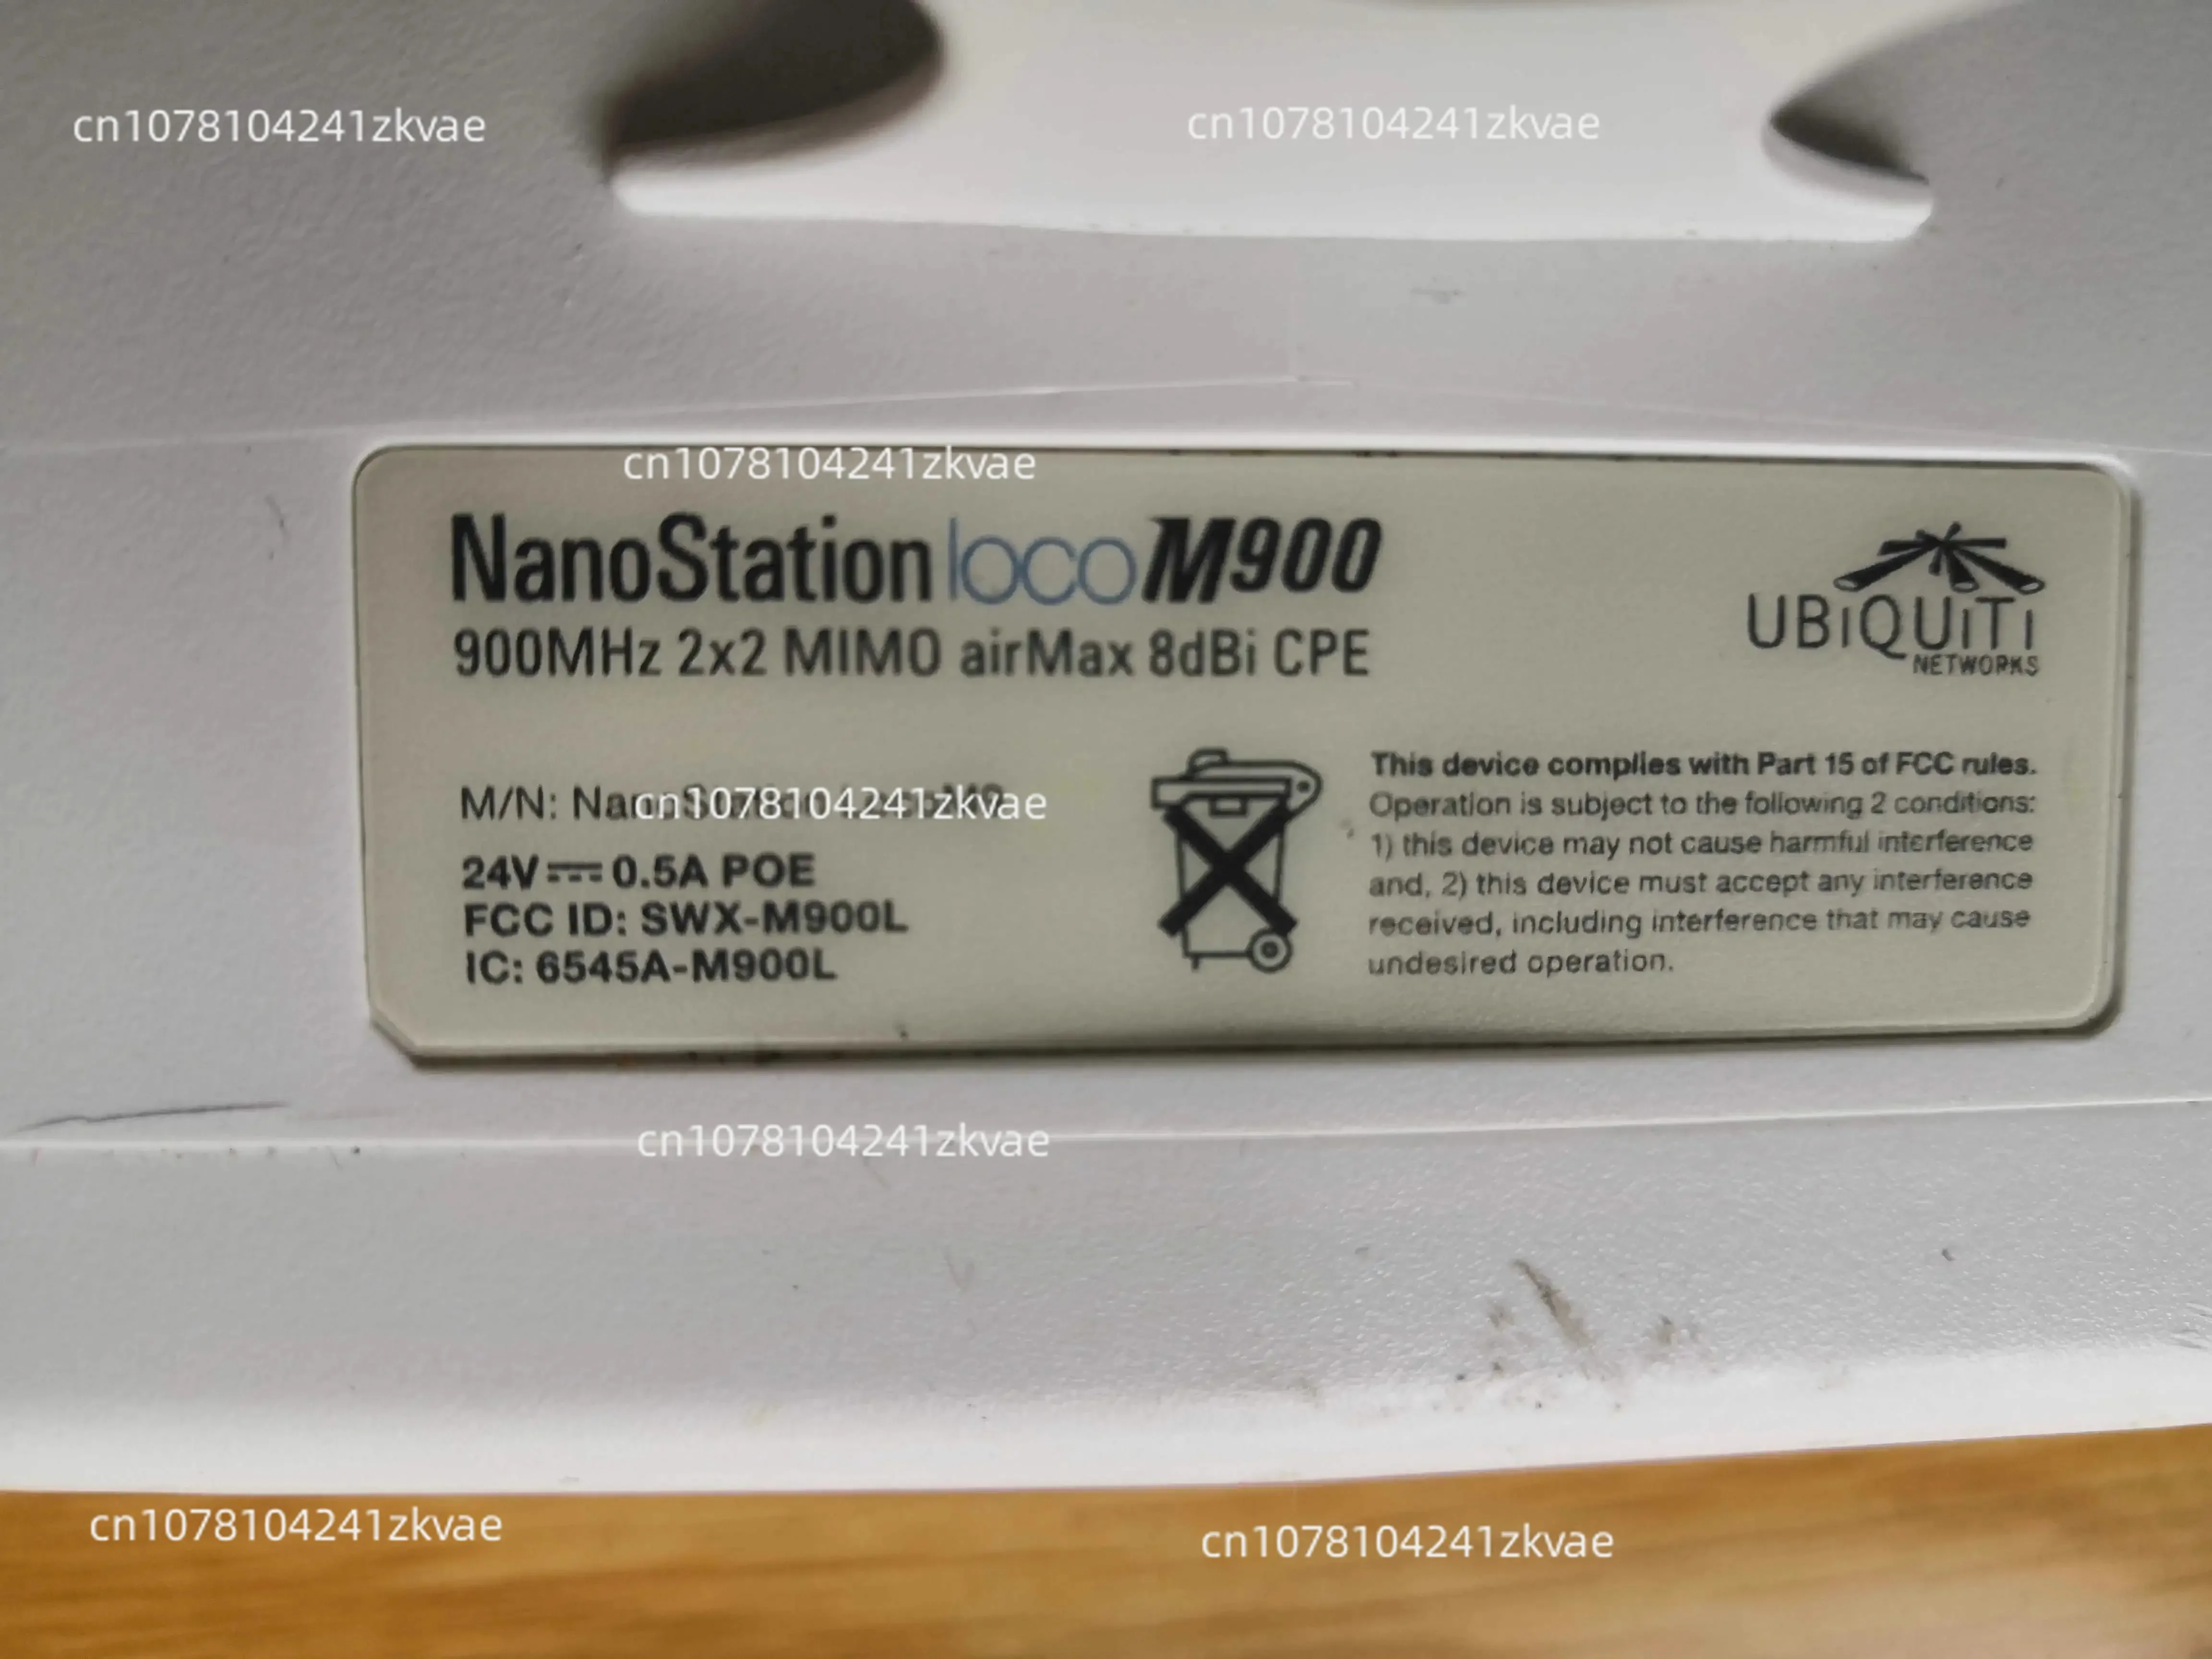 cn1078104241zkvae
cn1078104241zkvae
cn1078104241zkvae
NanoStation loco M900
900MHz 2x2 MIMO airMax 8dBi CPE
UBiQUiTi
NETWORKS
M/N:
cn1078104241zkvae
24V⎓0.5A POE
FCC ID: SWX-M900L
IC: 6545A-M900L
This device complies with Part 15 of FCC rules.
Operation is subject to the following 2 conditions:
1) this device may not cause harmful interference
and, 2) this device must accept any interference
received, including interference that may cause
undesired operation.
cn1078104241zkvae
cn1078104241zkvae
cn1078104241zkvae